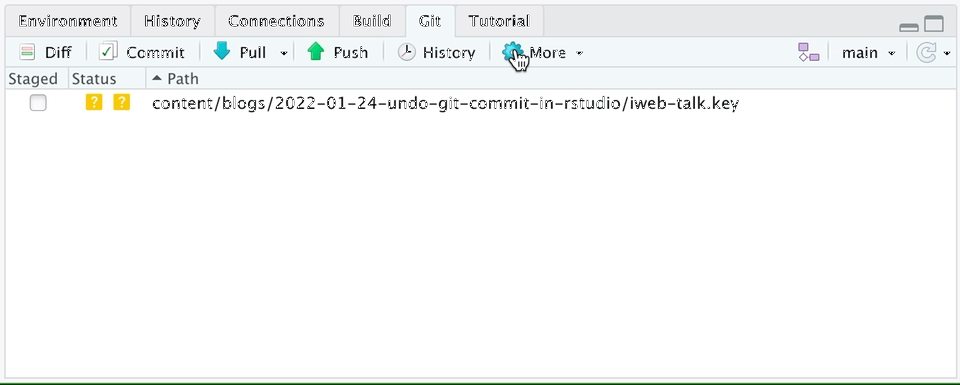 Environment History Connections Build Git Tutorial
Diff Commit Pull Push History More main
Staged Status Path
? ? content/blogs/2022-01-24-undo-git-commit-in-rstudio/iweb-talk.key